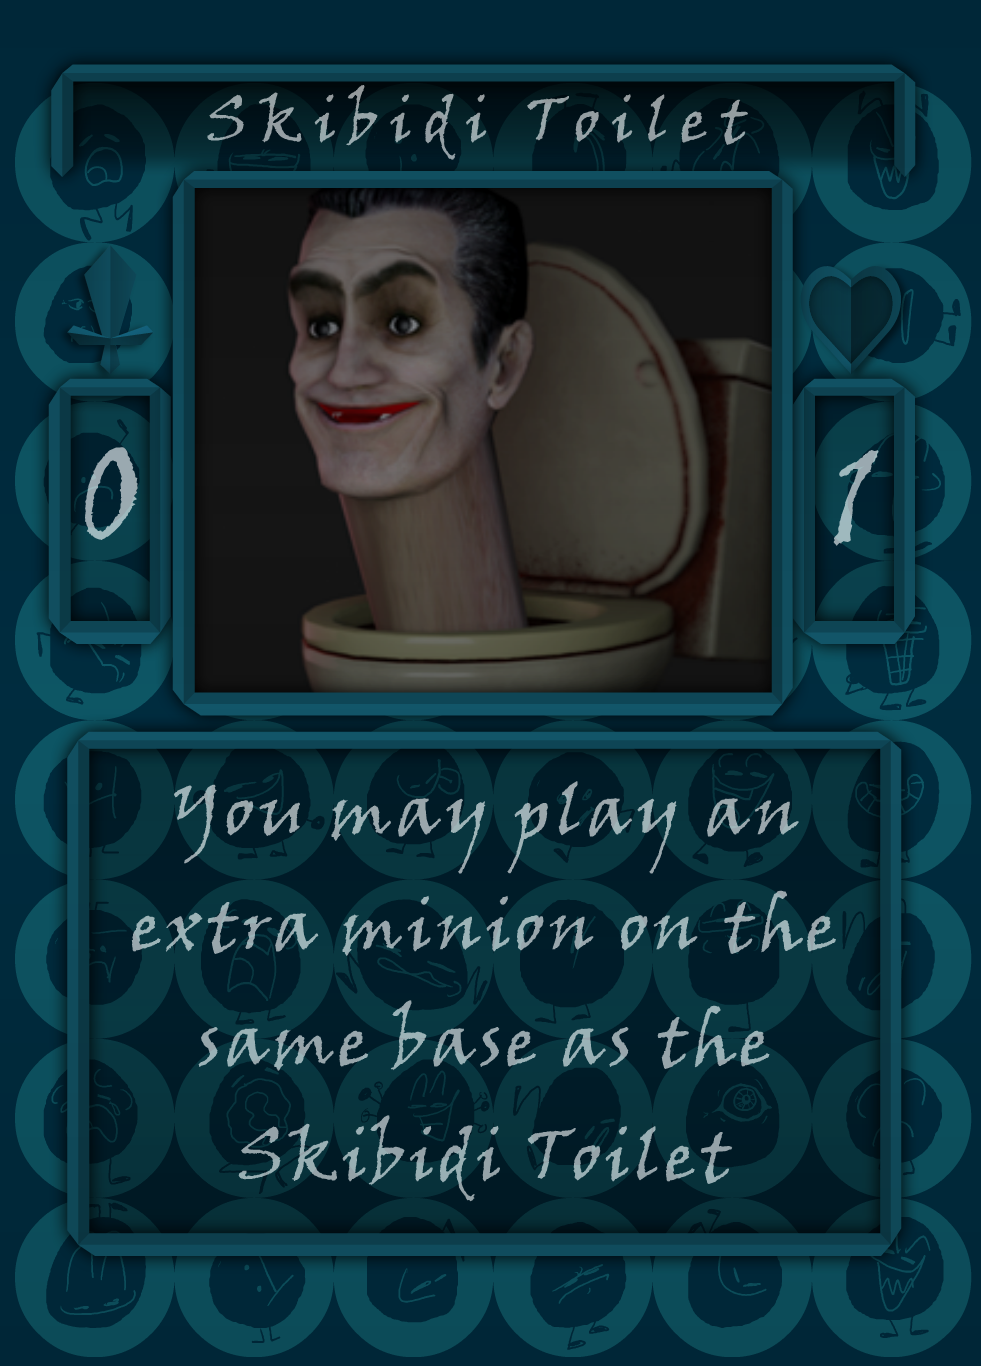 Skibidi Toilet
0
1
You may play an
extra minion on the
same base as the
Skibidi Toilet